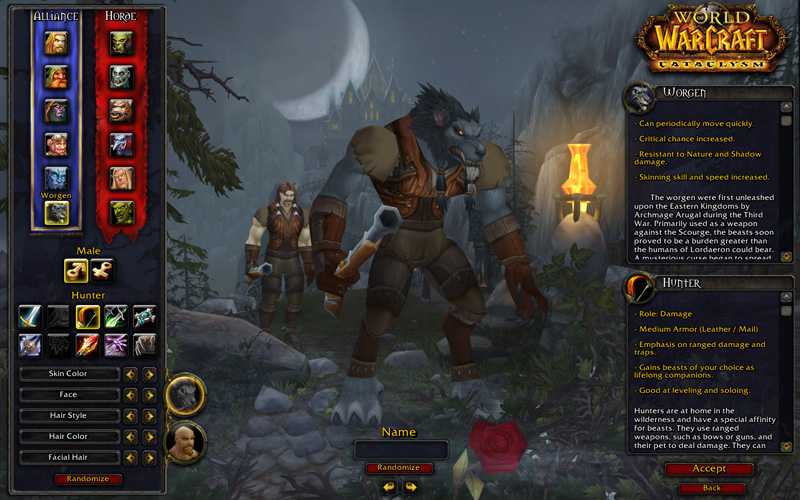 ALLIANCE
HORDE
WORGEN
Male
Hunter
Skin Color
Face
Hair Style
Hair Color
Facial Hair
Randomize
Name
Randomize
WORLD
OF
WARCRAFT
CATACLYSM
WORGEN
- Can periodically move quickly.
- Critical chance increased.
- Resistant to Nature and Shadow
damage.
- Skinning skill and speed increased.
The worgen were first unleashed
upon the Eastern Kingdoms by
Archmage Arugal during the Third
War. Primarily used as a weapon
against the Scourge, the beasts soon
proved to be a burden greater than
the humans of Lordaeron could bear.
A mysterious curse began to spread
HUNTER
- Role: Damage
- Medium Armor (Leather / Mail)
- Emphasis on ranged damage and
traps.
- Gains beasts of your choice as
lifelong companions.
- Good at leveling and soloing.
Hunters are at home in the
wilderness and have a special affinity
for beasts. They use ranged
weapons, such as bows or guns, and
their pet to deal damage. They can
Accept
Back